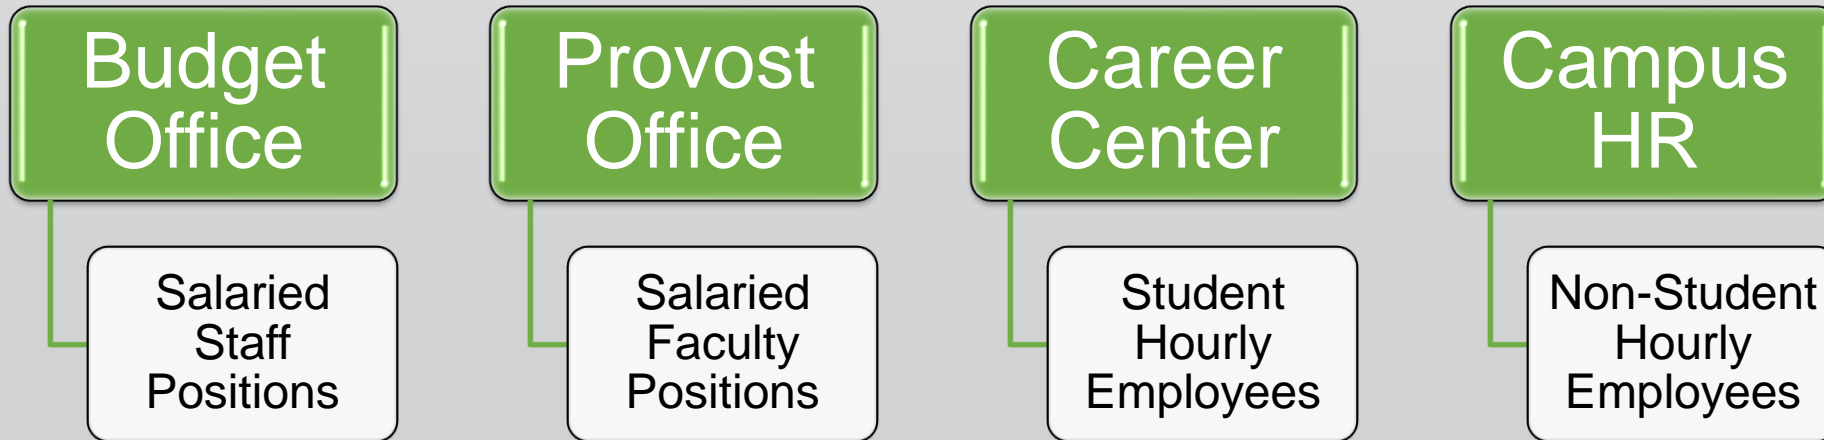 Budget
Office
Salaried
Staff
Positions
Provost
Office
Salaried
Faculty
Positions
Career
Center
Student
Hourly
Employees
Campus
HR
Non-Student
Hourly
Employees